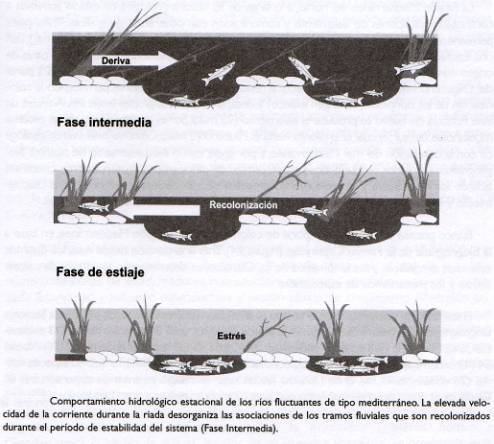 Deriva
Fase intermedia
Recolonización
Fase de estiaje
Estrés
Comportamiento hidrológico estacional de los ríos fluctuantes de tipo mediterráneo. La elevada velo-
cidad de la corriente durante la riada desorganiza las asociaciones de los tramos fluviales que son recolonizados
durante el período de estabilidad del sistema (Fase Intermedia).